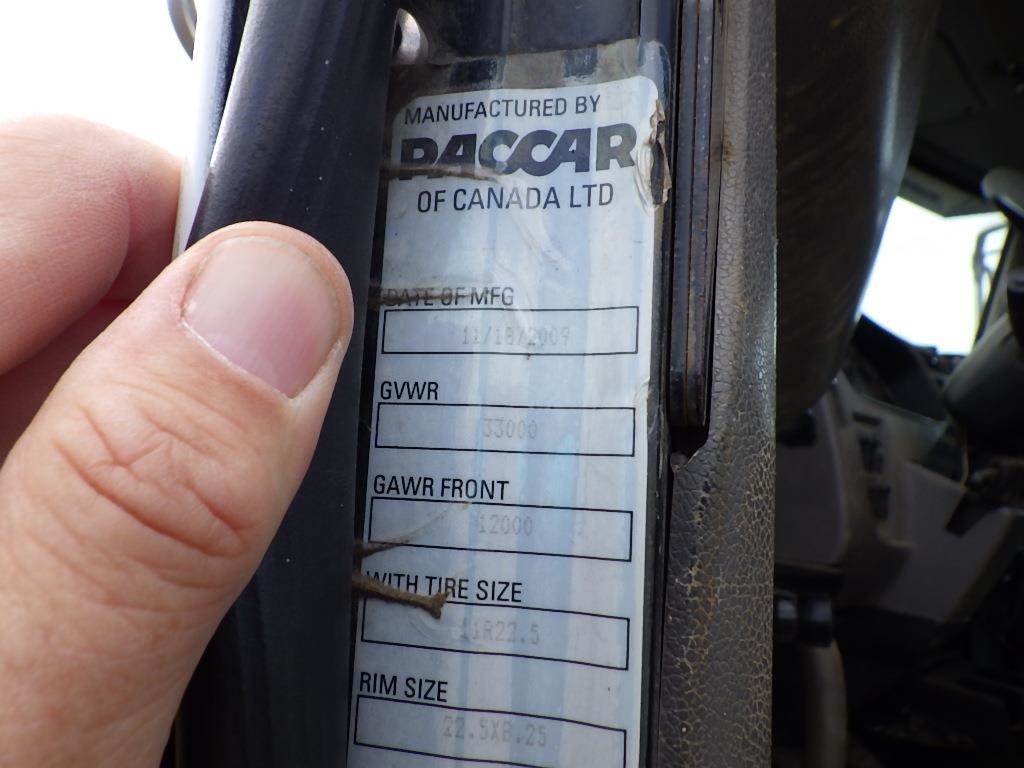 MANUFACTURED BY
PACCAR
OF CANADA LTD
DATE OF MFG
11/18/2009
GVWR
33000
GAWR FRONT
12000
WITH TIRE SIZE
11R22.5
RIM SIZE
22.5X8.25